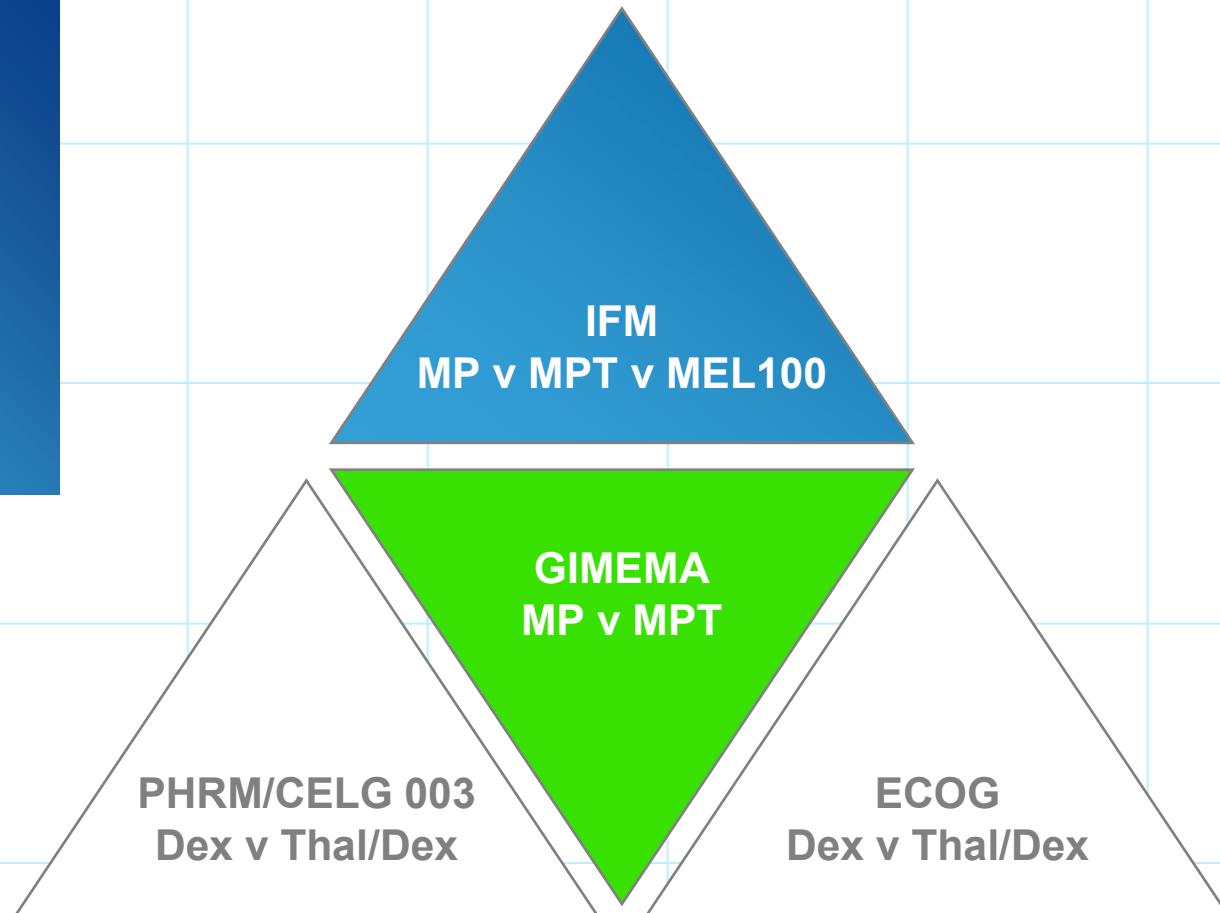 IFM
MP v MPT v MEL100
GIMEMA
MP v MPT
PHRM/CELG 003
Dex v Thal/Dex
ECOG
Dex v Thal/Dex